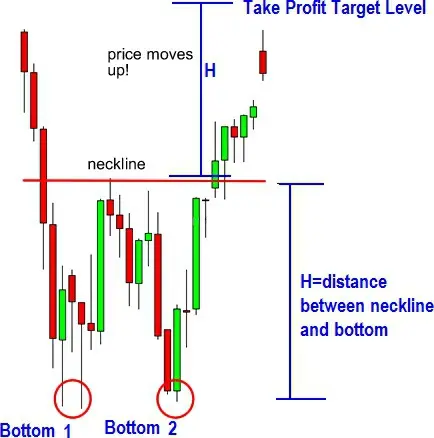 Take Profit Target Level
price moves
up!
H
neckline
H=distance
between neckline
and bottom
Bottom 1
Bottom 2